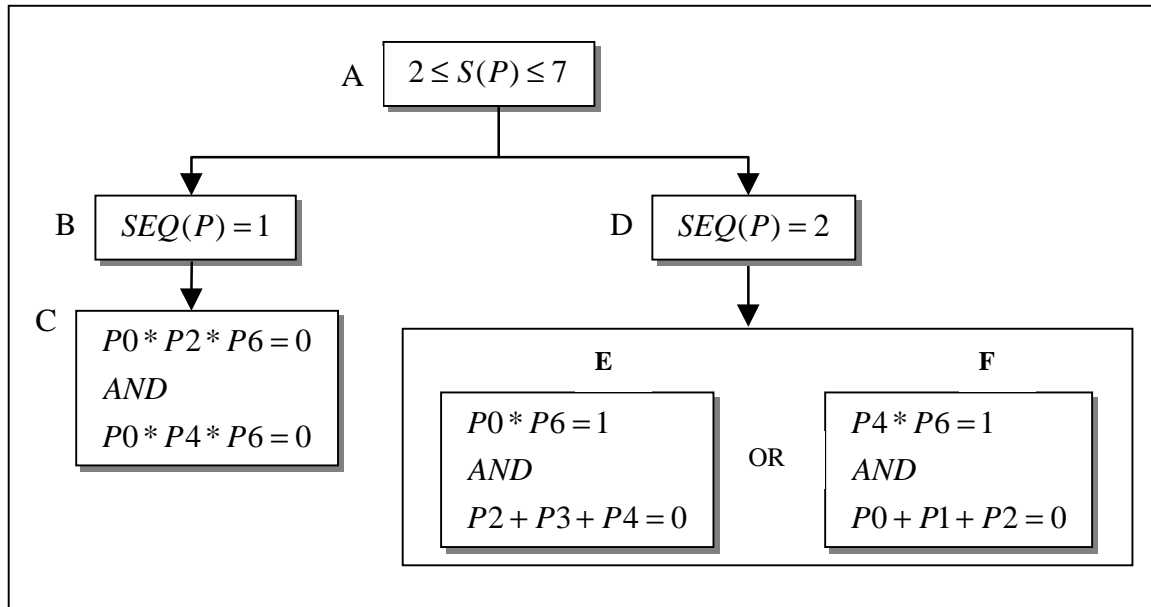 A
2 ≤ S(P) ≤ 7
B
SEQ(P) = 1
D
SEQ(P) = 2
C
P0 * P2 * P6 = 0
AND
P0 * P4 * P6 = 0
E
P0 * P6 = 1
AND
P2 + P3 + P4 = 0
OR
F
P4 * P6 = 1
AND
P0 + P1 + P2 = 0